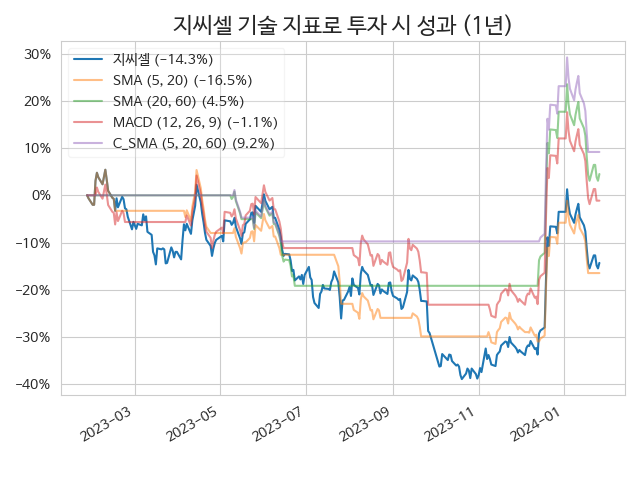 지씨셀 기술 지표로 투자 시 성과 (1년)
30%
20%
10%
0%
−10%
−20%
−30%
−40%
지씨셀 (−14.3%)
SMA (5, 20) (−16.5%)
SMA (20, 60) (4.5%)
MACD (12, 26, 9) (−1.1%)
C_SMA (5, 20, 60) (9.2%)
2023−03
2023−05
2023−07
2023−09
2023−11
2024−01